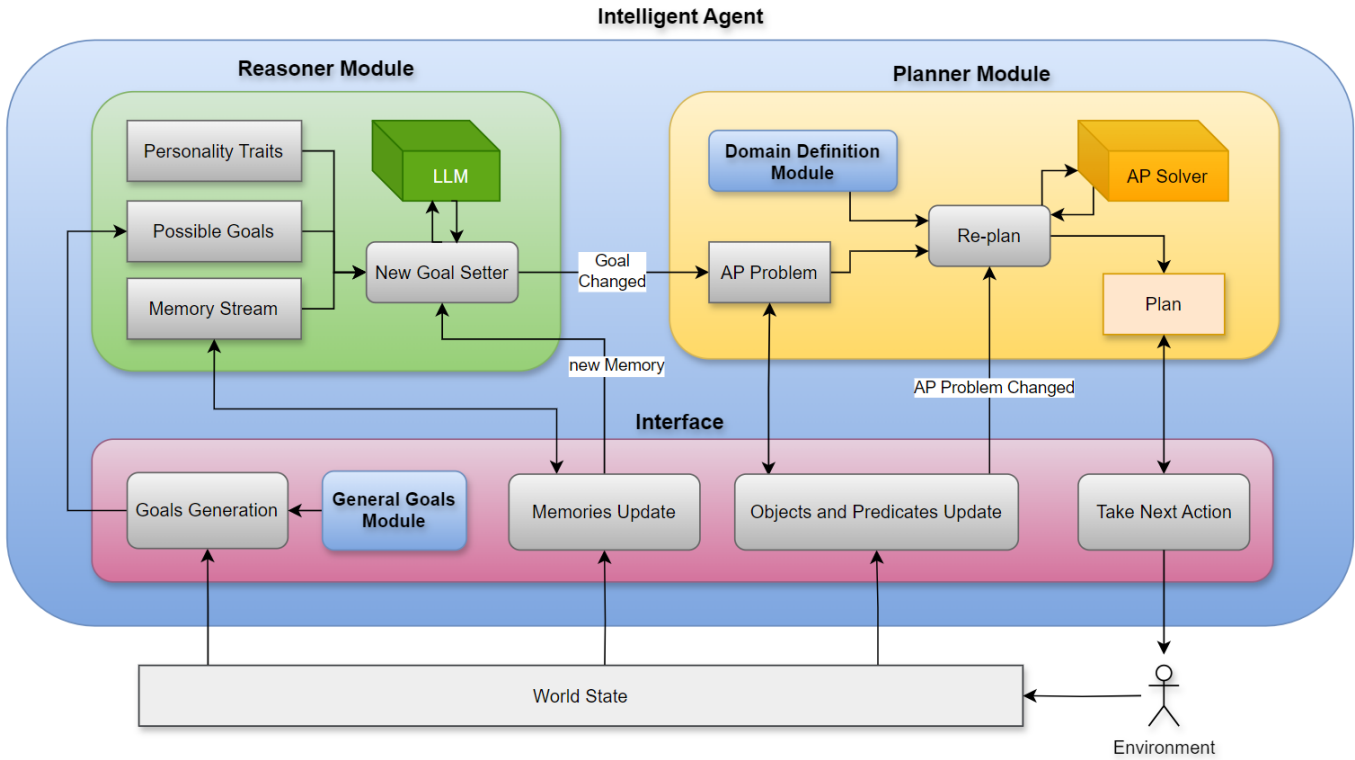 Intelligent Agent
Reasoner Module
Planner Module
Personality Traits
LLM
Domain Definition
Module
AP Solver
Possible Goals
Re-plan
New Goal Setter
Goal
Changed
AP Problem
Memory Stream
Plan
new Memory
AP Problem Changed
Interface
Goals Generation
General Goals
Module
Memories Update
Objects and Predicates Update
Take Next Action
World State
Environment